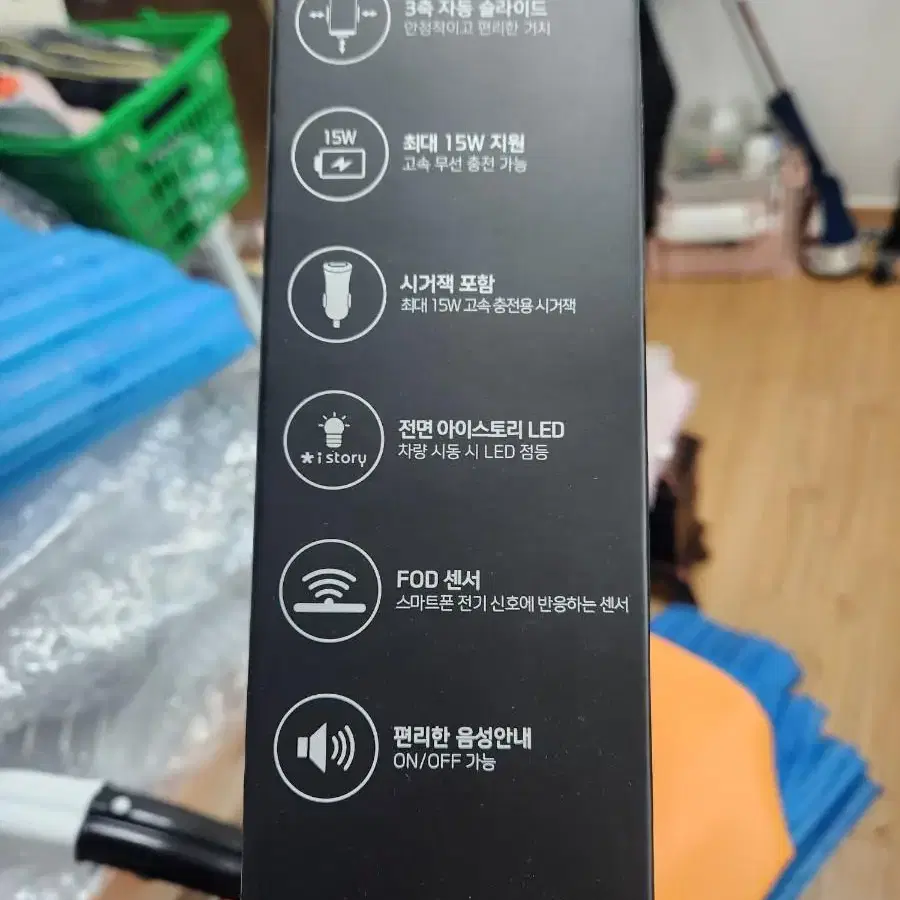 3축 자동 슬라이드
안정적이고 편리한 거치
15W
최대 15W 지원
고속 무선 충전 가능
시거잭 포함
최대 15W 고속 충전용 시거잭
전면 아이스토리 LED
차량 시동 시 LED 점등
*i story
FOD 센서
스마트폰 전기 신호에 반응하는 센서
편리한 음성안내
ON/OFF 가능